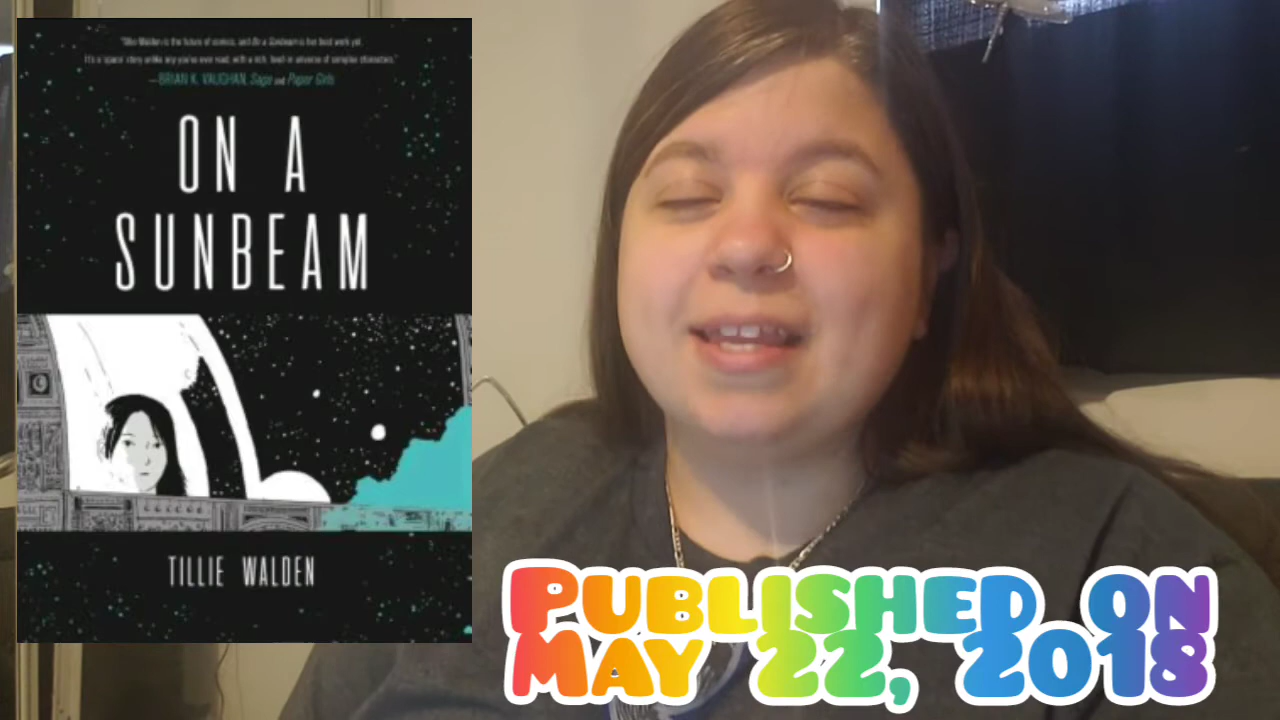 "Tillie Walden is the future of comics, and On a Sunbeam is her best work yet.
It's a 'space' story unlike any you've ever read, with a rich, lived-in universe of complex characters."
—BRIAN K. VAUGHAN, Saga and Paper Girls
ON A
SUNBEAM
TILLIE WALDEN
PUBLISHED ON
MAY 22, 2018